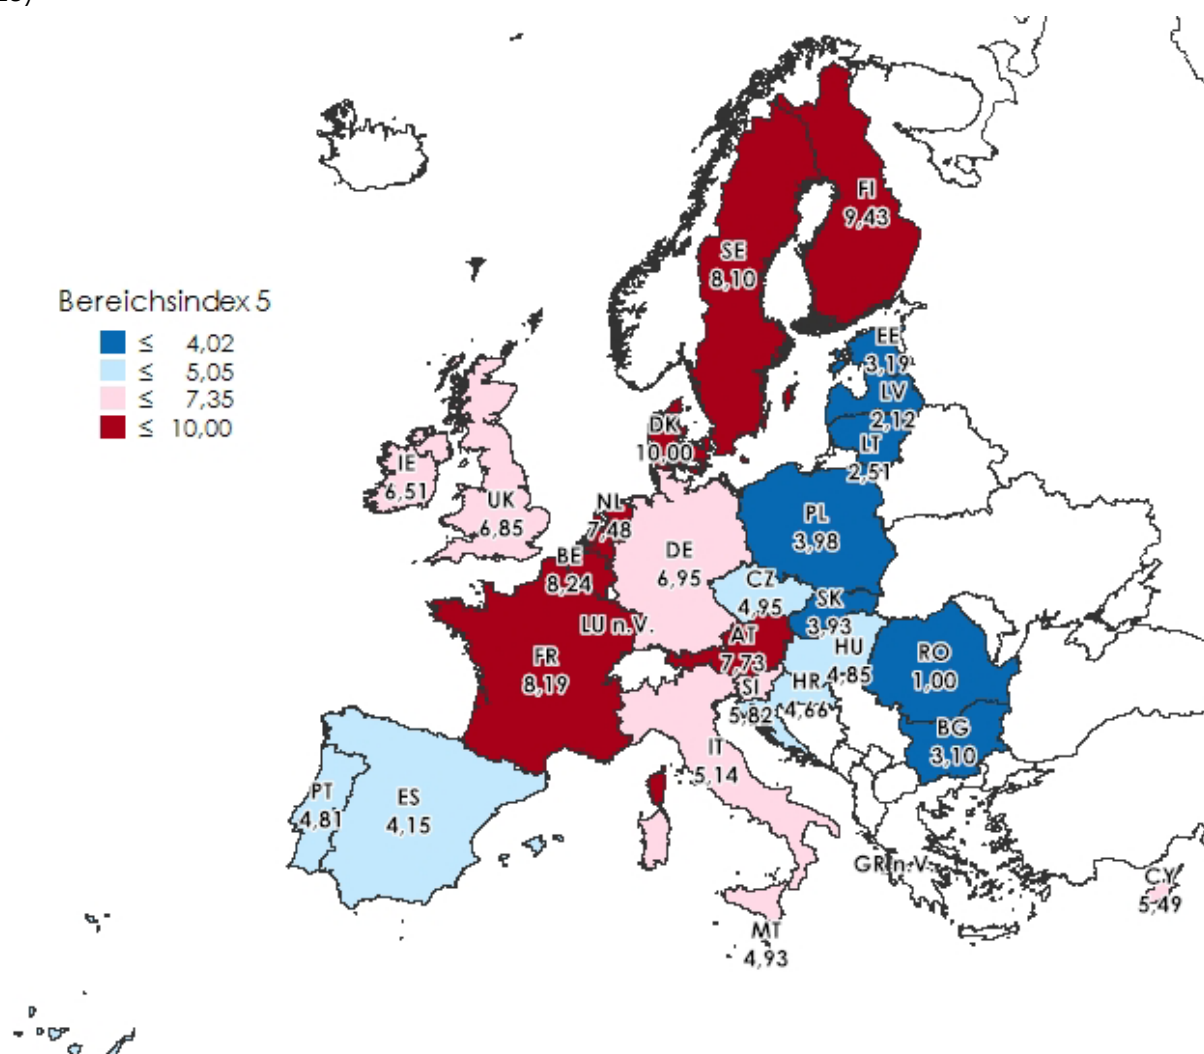 FI
9,43
SE
8,10
Bereichsindex 5
≤ 4,02
≤ 5,05
≤ 7,35
≤ 10,00
EE
3,19
LV
2,12
DK
10,00
LT
2,51
IE
6,51
UK
6,85
NL
7,48
PL
3,98
DE
6,95
BE
8,24
CZ
4,95
SK
3,93
LU n.V.
AT
7,73
HU
4,85
RO
1,00
FR
8,19
SI
5,82
HR
4,66
BG
3,10
IT
5,14
PT
4,81
ES
4,15
GR n.V.
CY
5,49
MT
4,93